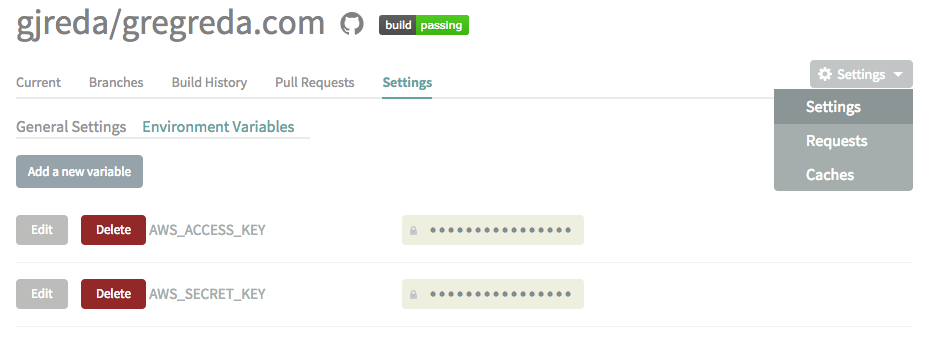 gjreda/gregreda.com build passing
Current Branches Build History Pull Requests Settings Settings
Settings
General Settings Environment Variables
Requests
Add a new variable
Caches
Edit Delete AWS_ACCESS_KEY ••••••••••••••••
Edit Delete AWS_SECRET_KEY ••••••••••••••••